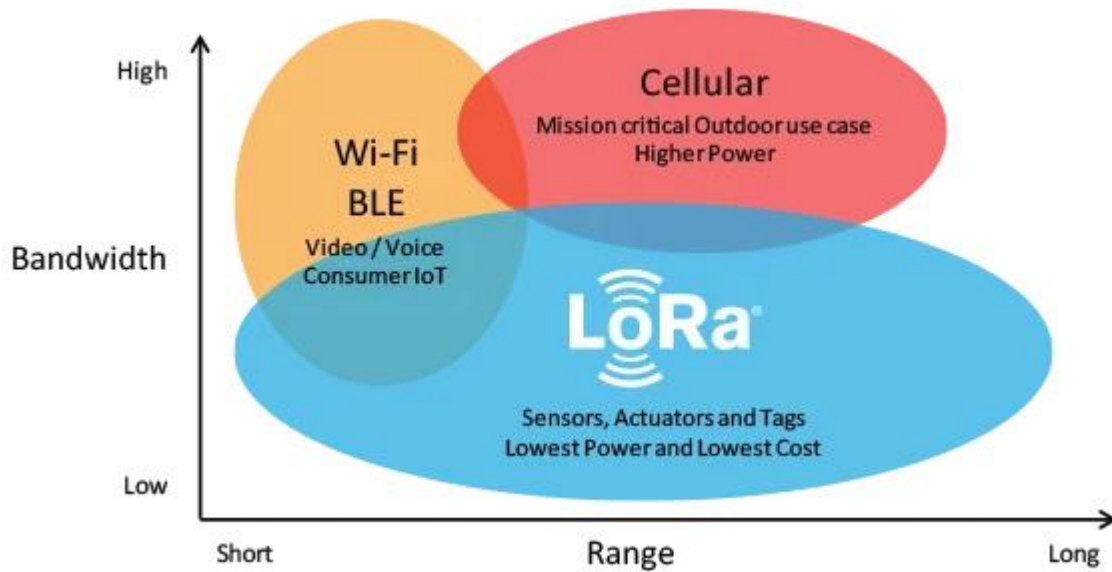 High
Cellular
Mission critical Outdoor use case
Higher Power
Wi-Fi
BLE
Video / Voice
Consumer IoT
Bandwidth
LoRa®
Sensors, Actuators and Tags
Lowest Power and Lowest Cost
Low
Short
Range
Long